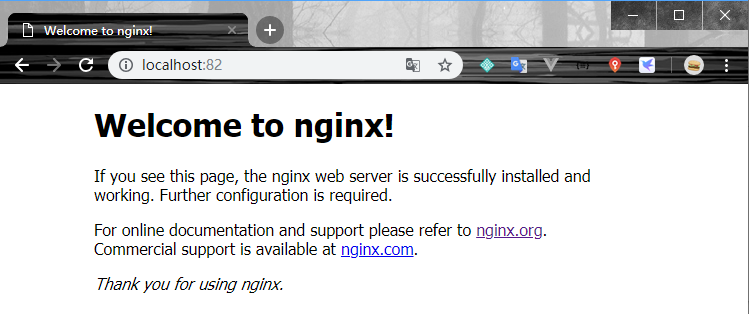 Welcome to nginx!
localhost:82
Welcome to nginx!
If you see this page, the nginx web server is successfully installed and
working. Further configuration is required.
For online documentation and support please refer to nginx.org.
Commercial support is available at nginx.com.
Thank you for using nginx.